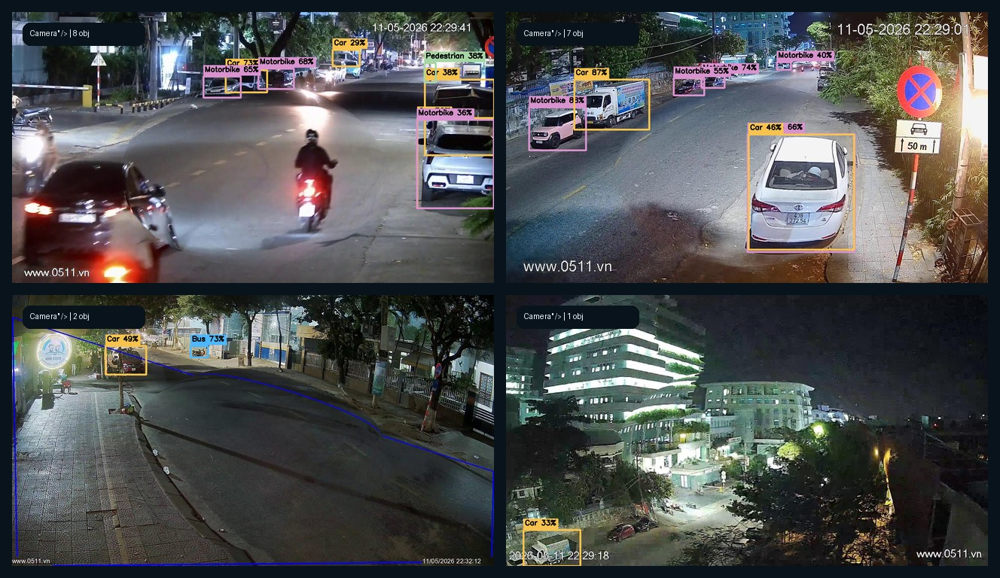 Camera"/> | 8 obj
11-05-2026 22:29:41
Car 29%
Car 73%
Motorbike 68%
Motorbike 65%
Pedestrian 38%
Car 38%
Motorbike 36%
www.0511.vn
Camera"/> | 7 obj
11-05-2026 22:29:01
Motorbike 40%
Car 87%
Motorbike 55%
74%
Motorbike
Car 46% 66%
50 m
TOYOTA
43B
www.0511.vn
Camera"/> | 2 obj
Car 49%
Bus 73%
www.0511.vn
11/05/2026 22:32:12
Camera"/> | 1 obj
Car 33%
2026-05-11 22:29:18
www.0511.vn